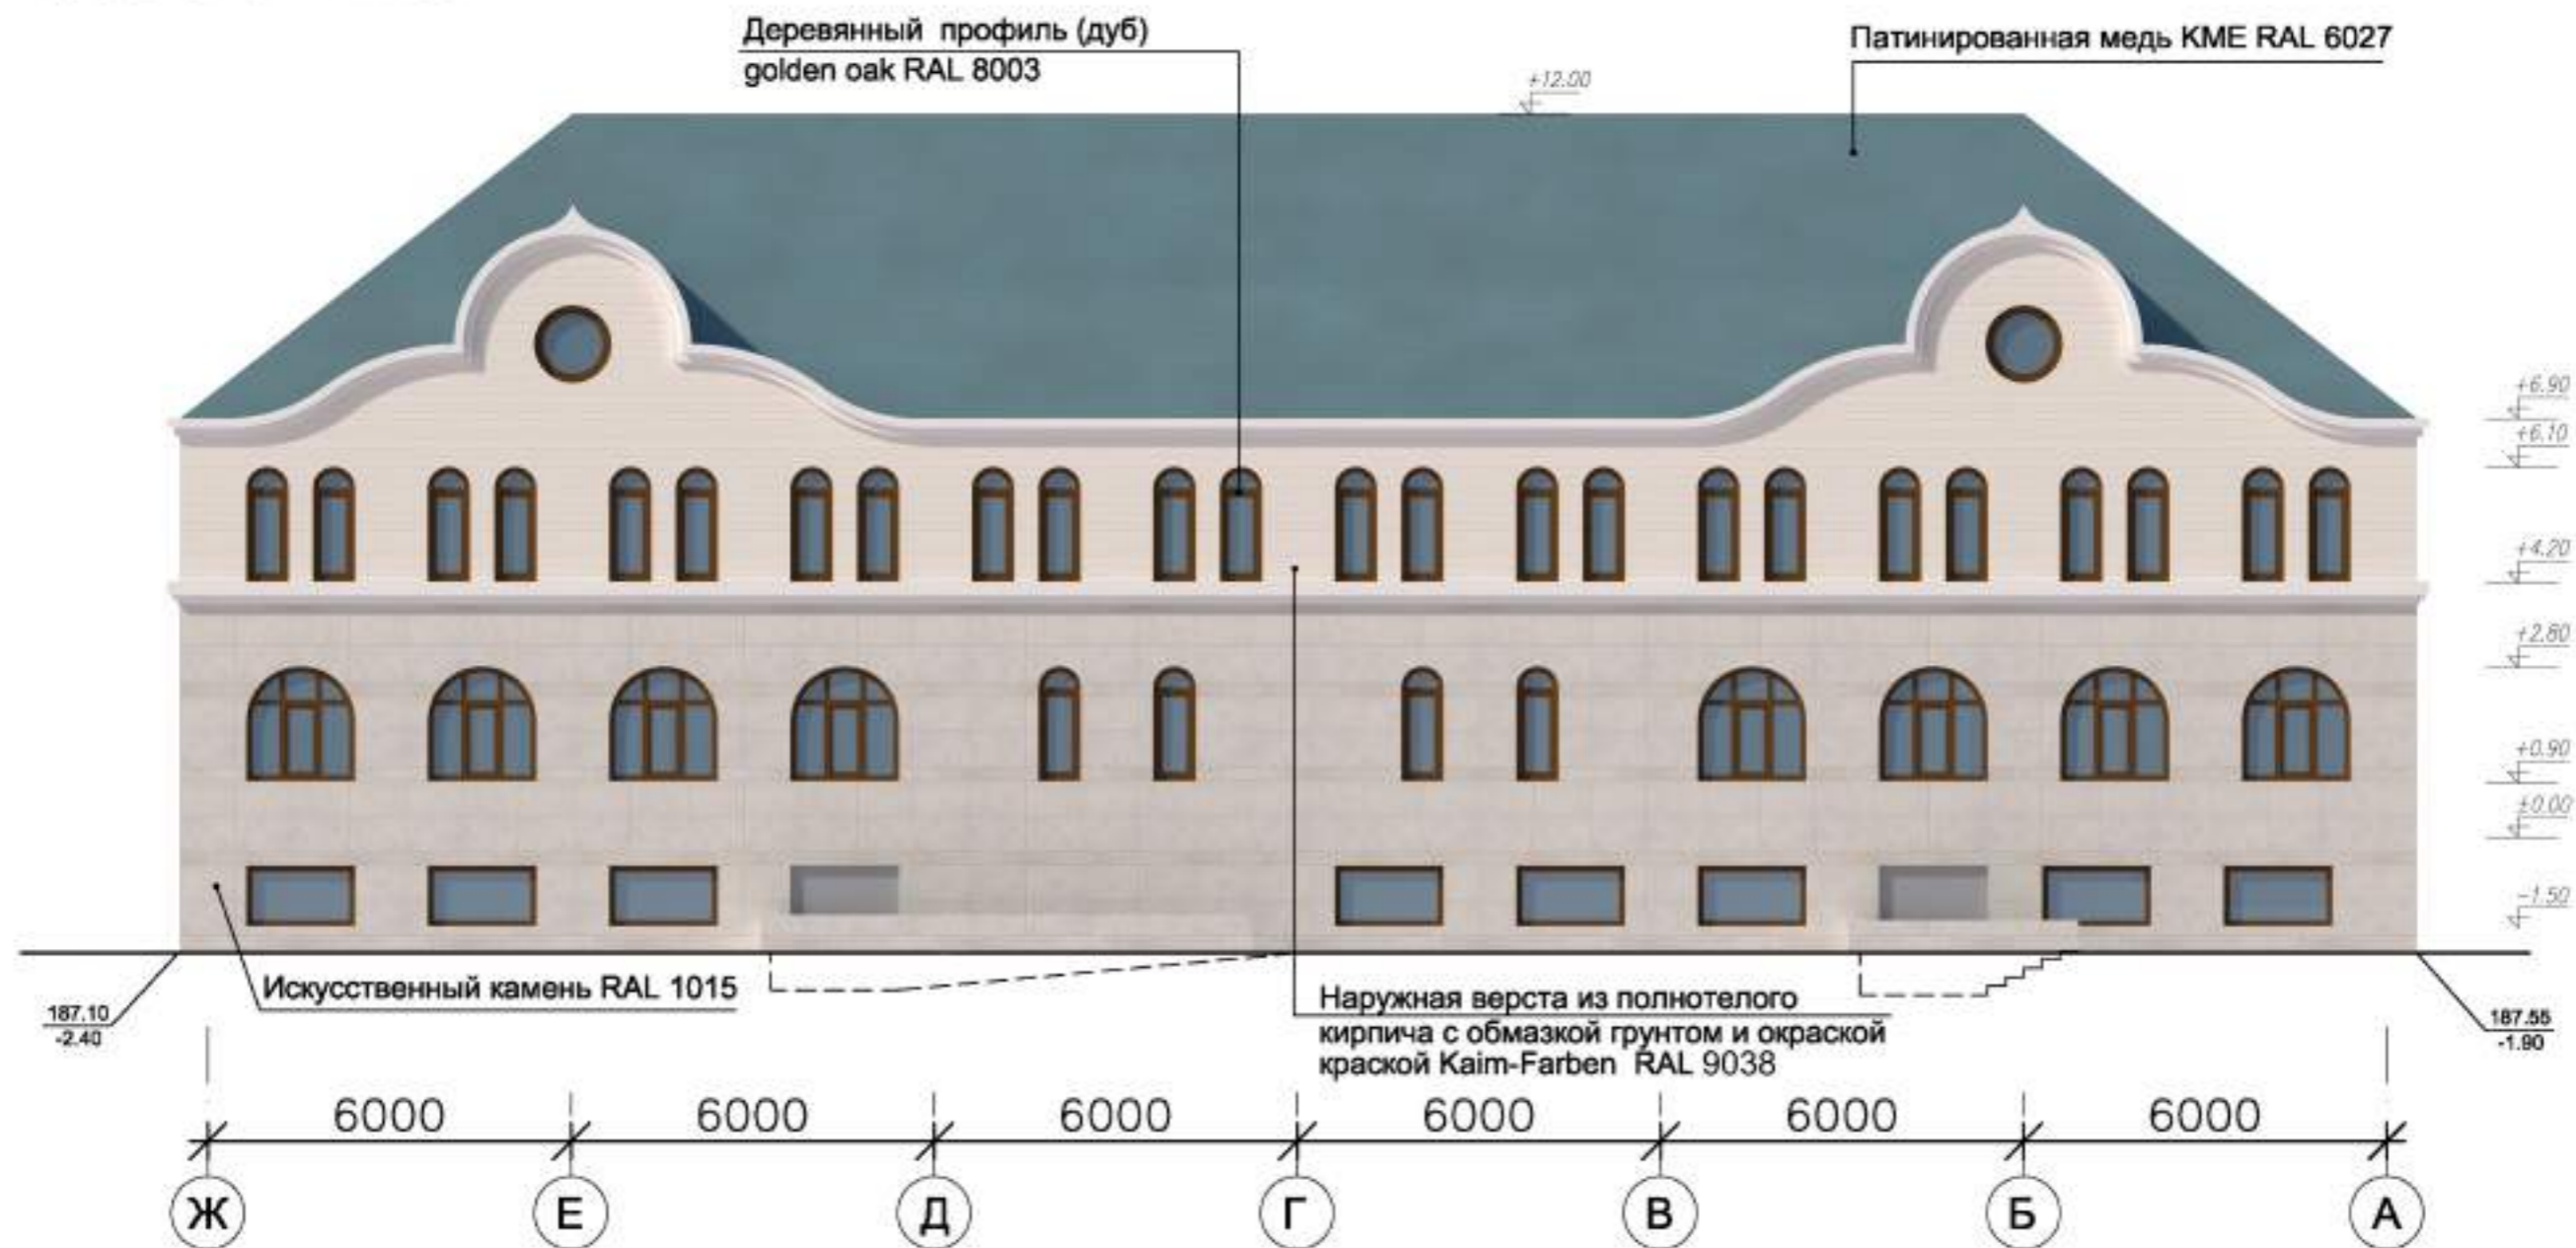 Деревянный профиль (дуб)
golden oak RAL 8003
Патинированная медь KME RAL 6027
+12.00
+6.90
+6.10
+4.20
+2.80
+0.90
±0.00
-1.50
Искусственный камень RAL 1015
187.10
-2.40
Наружная верста из полнотелого
кирпича с обмазкой грунтом и окраской
краской Kaim-Farben RAL 9038
187.55
-1.90
6000 6000 6000 6000 6000 6000
Ж Е Д Г В Б А